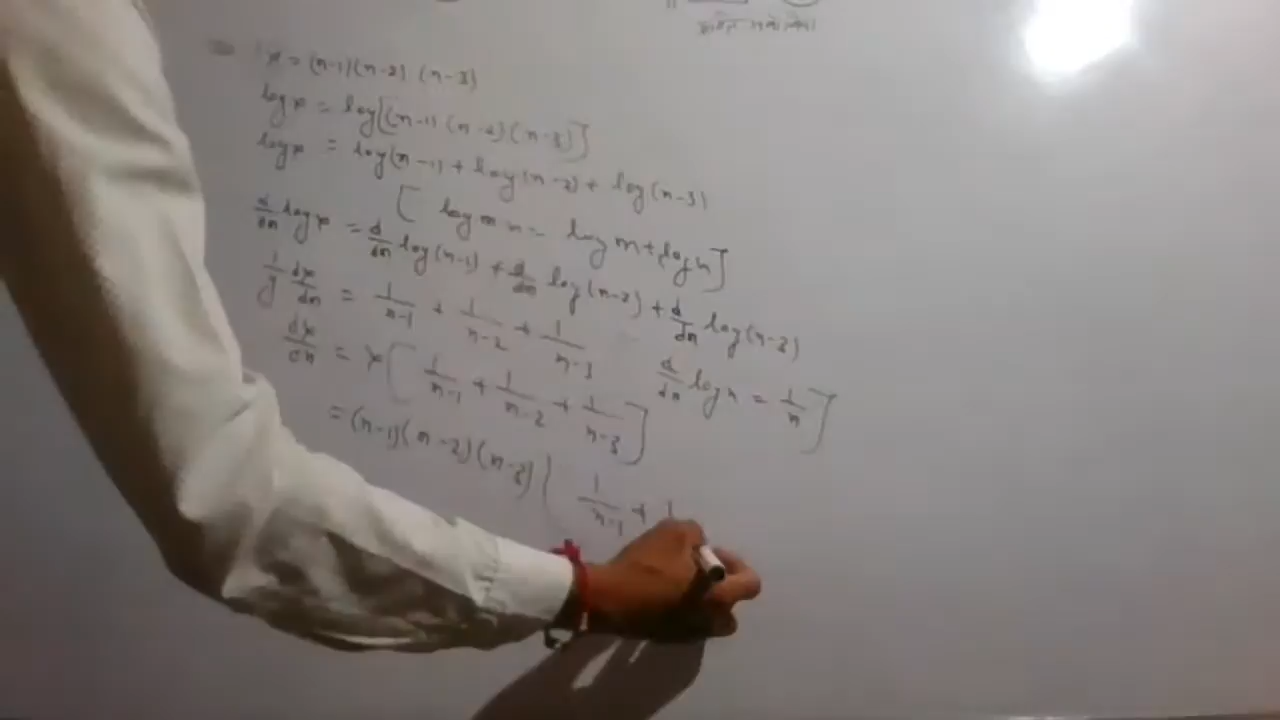 y = (x-1)(x-2) (x-3)
log y = log[(x-1)(x-2)(x-3)]
log y = log(x-1) + log(x-2) + log(x-3)
[ log m n = log m + log n ]
d/dx log y = d/dx log(x-1) + d/dx log(x-2) + d/dx log(x-3)
1/y dy/dx = 1/x-1 + 1/x-2 + 1/x-3 d/dx log x = 1/x ]
dy/dx = y [ 1/x-1 + 1/x-2 + 1/x-3 ]
= (x-1)(x-2)(x-3) { 1/x-1 + 1